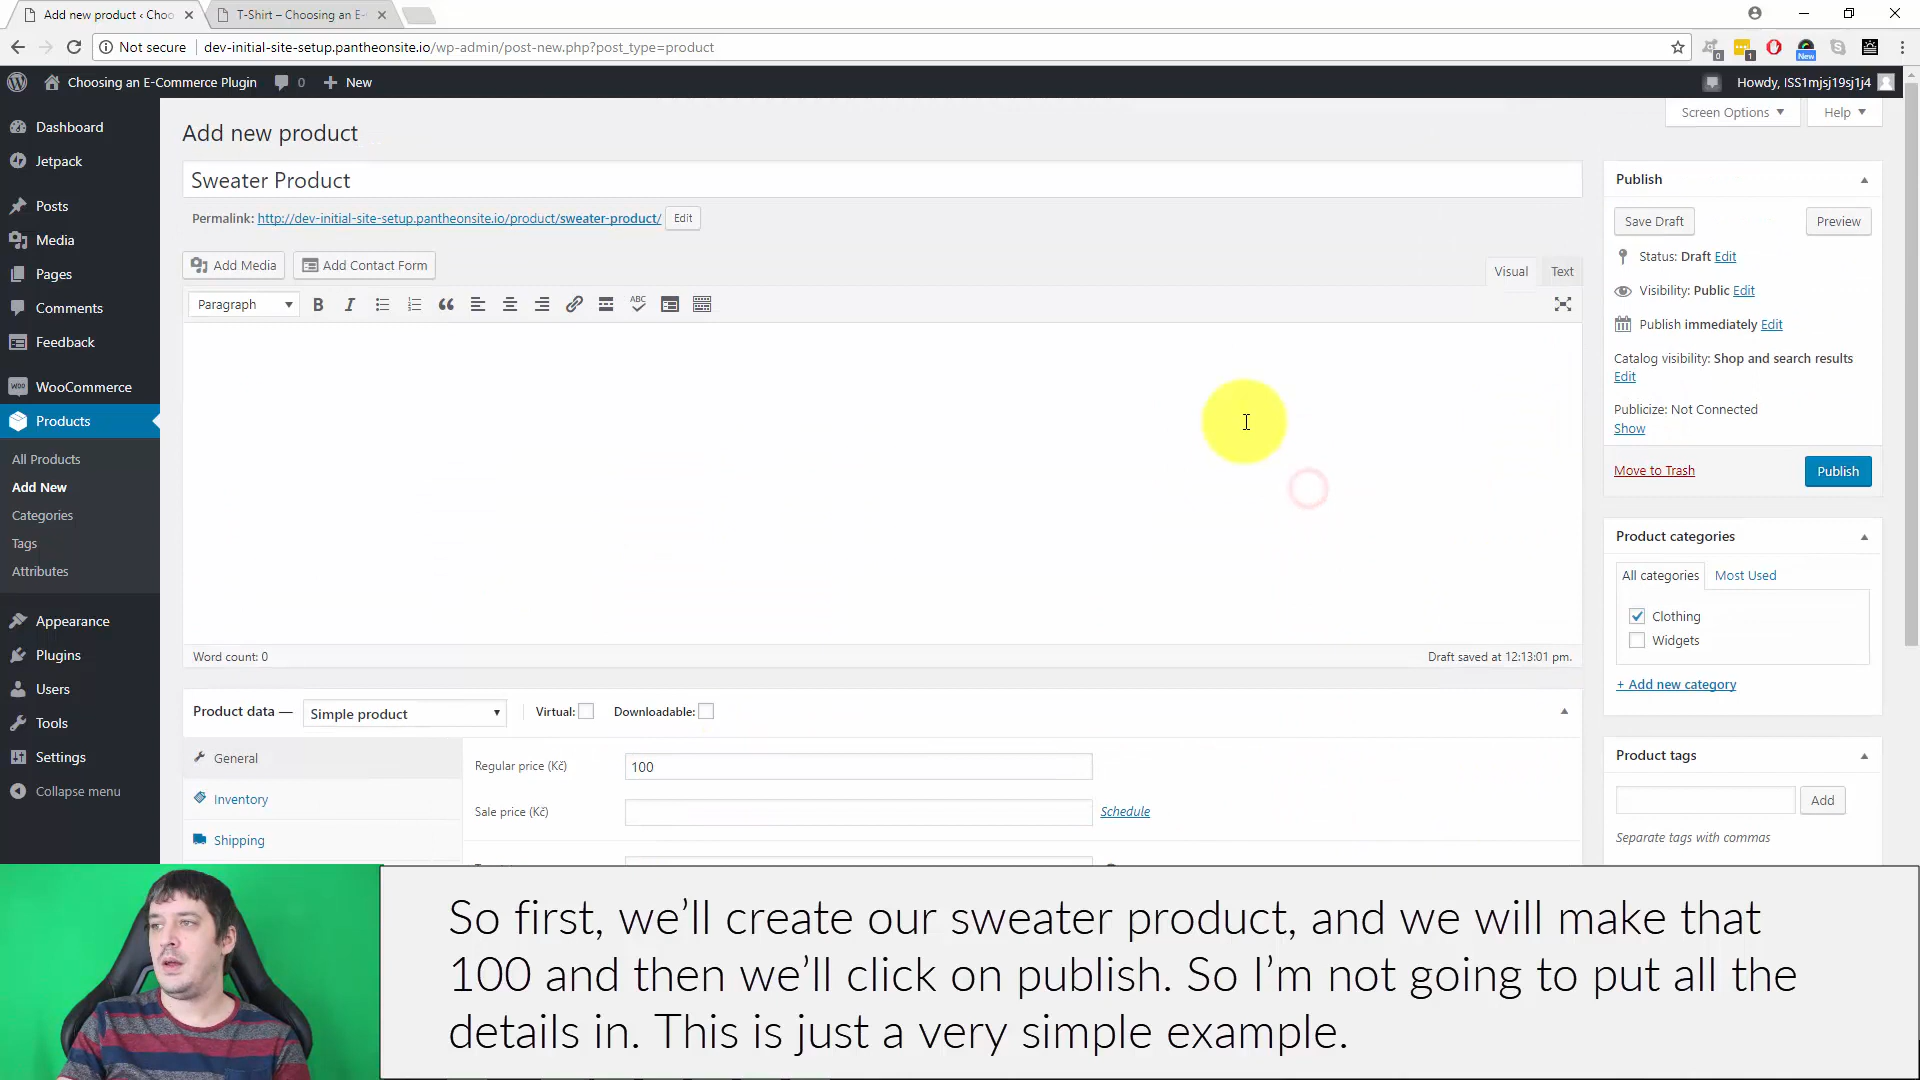 Add new product ‹ Choo
T-Shirt – Choosing an E-
Not secure
dev-initial-site-setup.pantheonsite.io/wp-admin/post-new.php?post_type=product
0
1
New
Choosing an E-Commerce Plugin
0
New
Howdy, ISS1mjsj19sj1j4
Screen Options
Help
Dashboard
Jetpack
Posts
Media
Pages
Comments
Feedback
WOO
WooCommerce
Products
All Products
Add New
Categories
Tags
Attributes
Appearance
Plugins
Users
Tools
Settings
Collapse menu
Add new product
Sweater Product
Permalink: http://dev-initial-site-setup.pantheonsite.io/product/sweater-product/
Edit
Add Media
Add Contact Form
Visual
Text
Paragraph
B
I
ABC
Word count: 0
Draft saved at 12:13:01 pm.
Product data —
Simple product
Virtual:
Downloadable:
General
Inventory
Shipping
Regular price (Kč)
100
Sale price (Kč)
Schedule
Publish
Save Draft
Preview
Status: Draft Edit
Visibility: Public Edit
Publish immediately Edit
Catalog visibility: Shop and search results
Edit
Publicize: Not Connected
Show
Move to Trash
Publish
Product categories
All categories
Most Used
Clothing
Widgets
+ Add new category
Product tags
Add
Separate tags with commas
So first, we’ll create our sweater product, and we will make that
100 and then we’ll click on publish. So I’m not going to put all the
details in. This is just a very simple example.